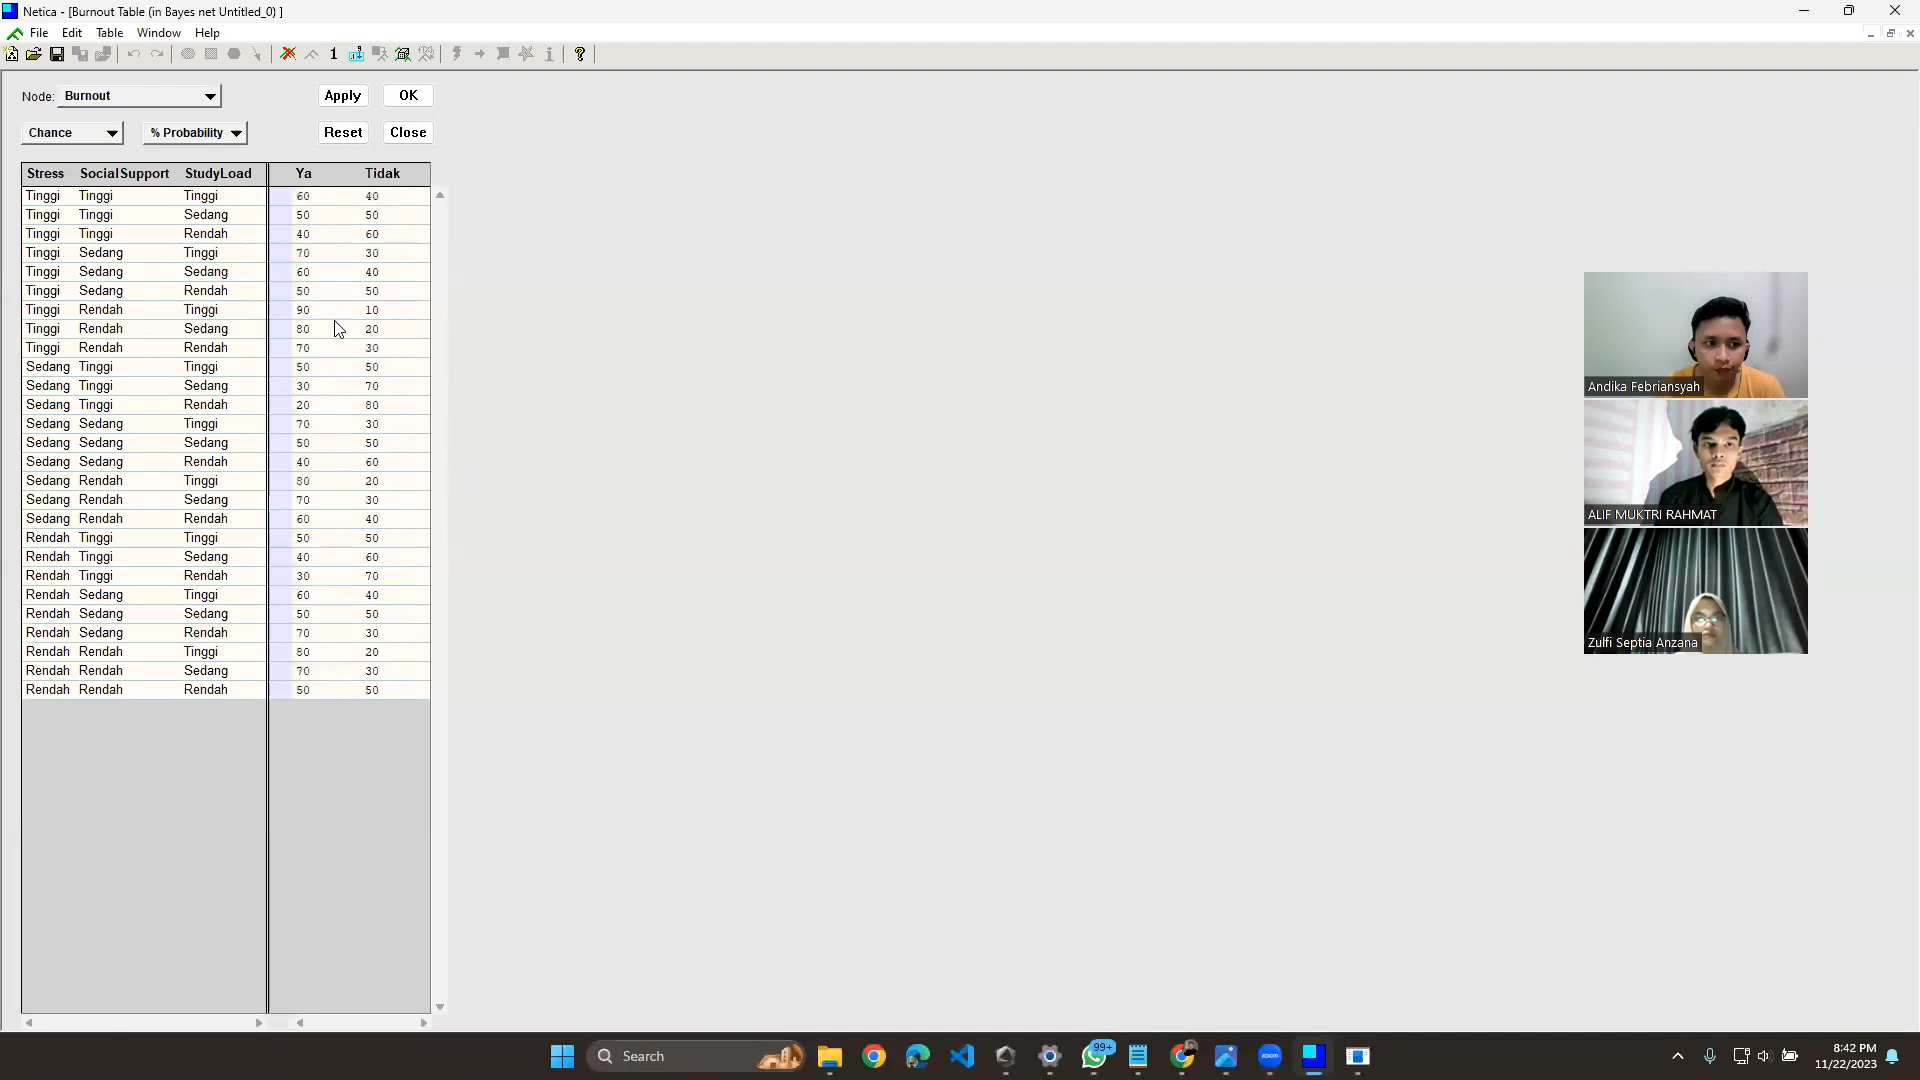 Netica - [Burnout Table (in Bayes net Untitled_0) ]
File Edit Table Window Help
Node: Burnout Apply OK
Chance % Probability Reset Close
Stress SocialSupport StudyLoad Ya Tidak
Tinggi Tinggi Tinggi 60 40
Tinggi Tinggi Sedang 50 50
Tinggi Tinggi Rendah 40 60
Tinggi Sedang Tinggi 70 30
Tinggi Sedang Sedang 60 40
Tinggi Sedang Rendah 50 50
Tinggi Rendah Tinggi 90 10
Tinggi Rendah Sedang 80 20
Tinggi Rendah Rendah 70 30
Sedang Tinggi Tinggi 50 50
Sedang Tinggi Sedang 30 70
Sedang Tinggi Rendah 20 80
Sedang Sedang Tinggi 70 30
Sedang Sedang Sedang 50 50
Sedang Sedang Rendah 40 60
Sedang Rendah Tinggi 80 20
Sedang Rendah Sedang 70 30
Sedang Rendah Rendah 60 40
Rendah Tinggi Tinggi 50 50
Rendah Tinggi Sedang 40 60
Rendah Tinggi Rendah 30 70
Rendah Sedang Tinggi 60 40
Rendah Sedang Sedang 50 50
Rendah Sedang Rendah 70 30
Rendah Rendah Tinggi 80 20
Rendah Rendah Sedang 70 30
Rendah Rendah Rendah 50 50
Andika Febriansyah
ALIF MUKTRI RAHMAT
Zulfi Septia Anzana
Search
99+
zoom
8:42 PM
11/22/2023